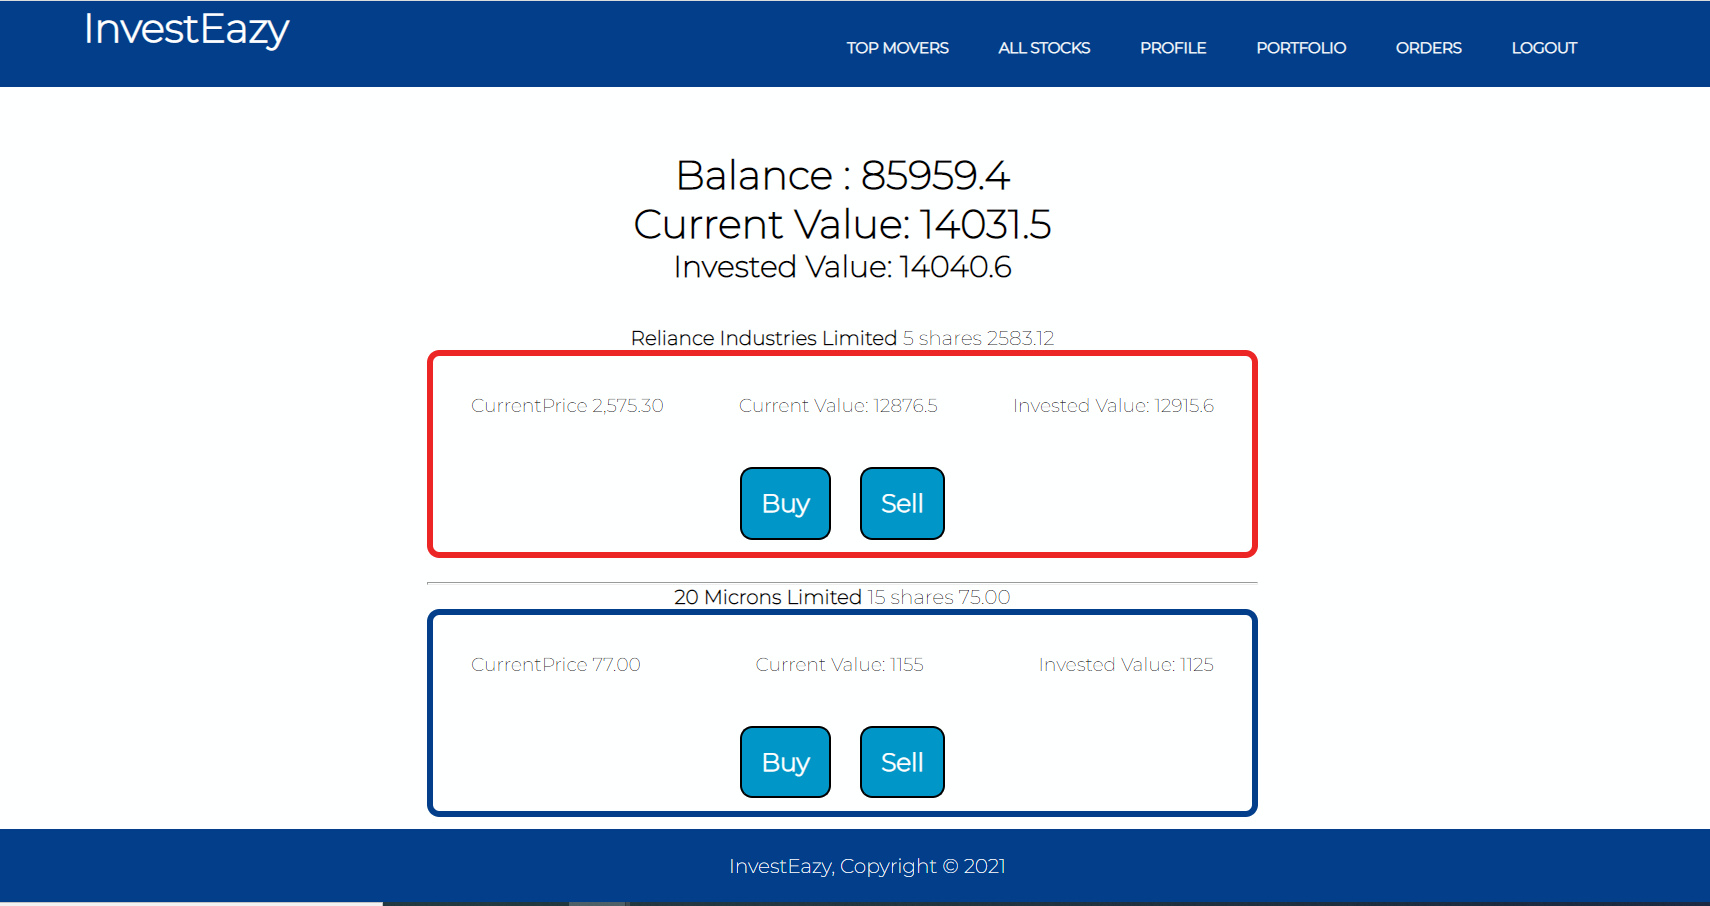 InvestEazy
TOP MOVERS ALL STOCKS PROFILE PORTFOLIO ORDERS LOGOUT
Balance : 85959.4
Current Value: 14031.5
Invested Value: 14040.6
Reliance Industries Limited 5 shares 2583.12
CurrentPrice 2,575.30 Current Value: 12876.5 Invested Value: 12915.6
Buy Sell
20 Microns Limited 15 shares 75.00
CurrentPrice 77.00 Current Value: 1155 Invested Value: 1125
Buy Sell
InvestEazy, Copyright © 2021